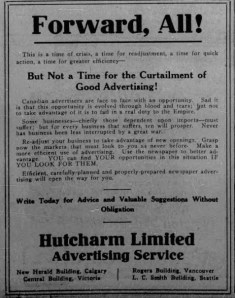 Forward, All!
This is a time of crisis, a time for readjustment, a time for quick
action, a time for greater efficiency—
But Not a Time for the Curtailment of
Good Advertising!
Canadian advertisers are face to face with an opportunity. Sad it
is that this opportunity is evolved through blood and tears; but not
to take advantage of it is to fail in a real duty to the Empire.
Some businesses—chiefly those dependent upon imports—must
suffer; but for every business that suffers, ten will prosper. Never
has business been less interrupted by a great war.
Re-adjust your business to take advantage of new openings. Grasp
now the markets that must look to you as never before. Make a
more efficient use of advertising. Use the newspaper to better ad-
vantage. YOU can find YOUR opportunities in this situation IF
YOU LOOK FOR THEM.
Efficient, carefully-planned and properly-prepared newspaper adver-
tising will open the way for you.
Write Today for Advice and Valuable Suggestions Without
Obligation
Hutcharm Limited
Advertising Service
New Herald Building, Calgary
Central Building, Victoria
Rogers Building, Vancouver
L. C. Smith Building, Seattle